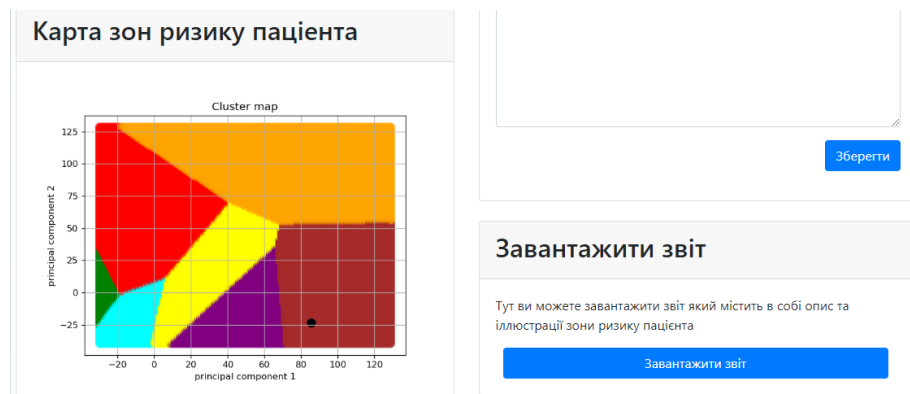 Карта зон ризику пацієнта
Cluster map
125
100
75
50
25
0
−25
principal component 2
−20
0
20
40
60
80
100
120
principal component 1
Зберегти
Завантажити звіт
Тут ви можете завантажити звіт який містить в собі опис та
іллюстрації зони ризику пацієнта
Завантажити звіт